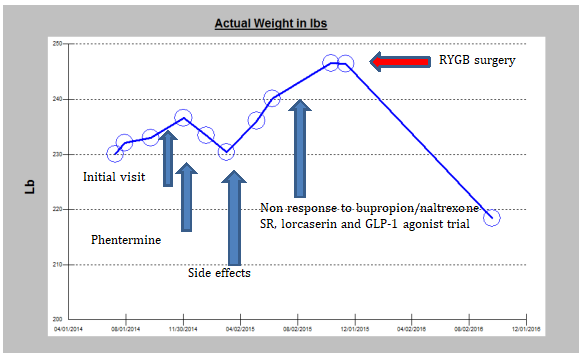 Actual Weight in lbs
250
RYGB surgery
240
230
Initial visit
Non response to bupropion/naltrexone
220
SR, lorcaserin and GLP-1 agonist trial
Phentermine
Side effects
210
200
Lb
04/01/2014 08/01/2014 11/30/2014 04/02/2015 08/02/2015 12/01/2015 04/02/2016 08/02/2016 12/01/2016